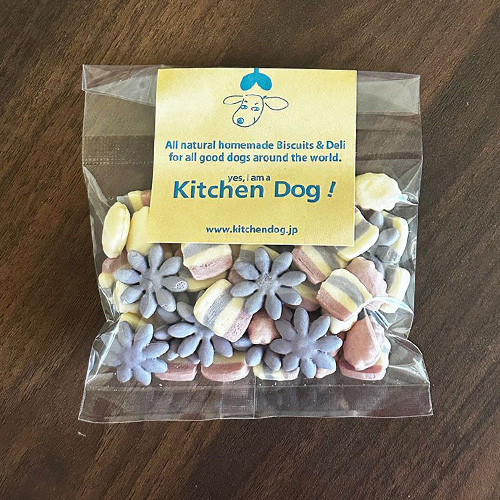 All natural homemade Biscuits & Deli
for all good dogs around the world.
yes, i am a
Kitchen Dog !
www.kitchendog.jp